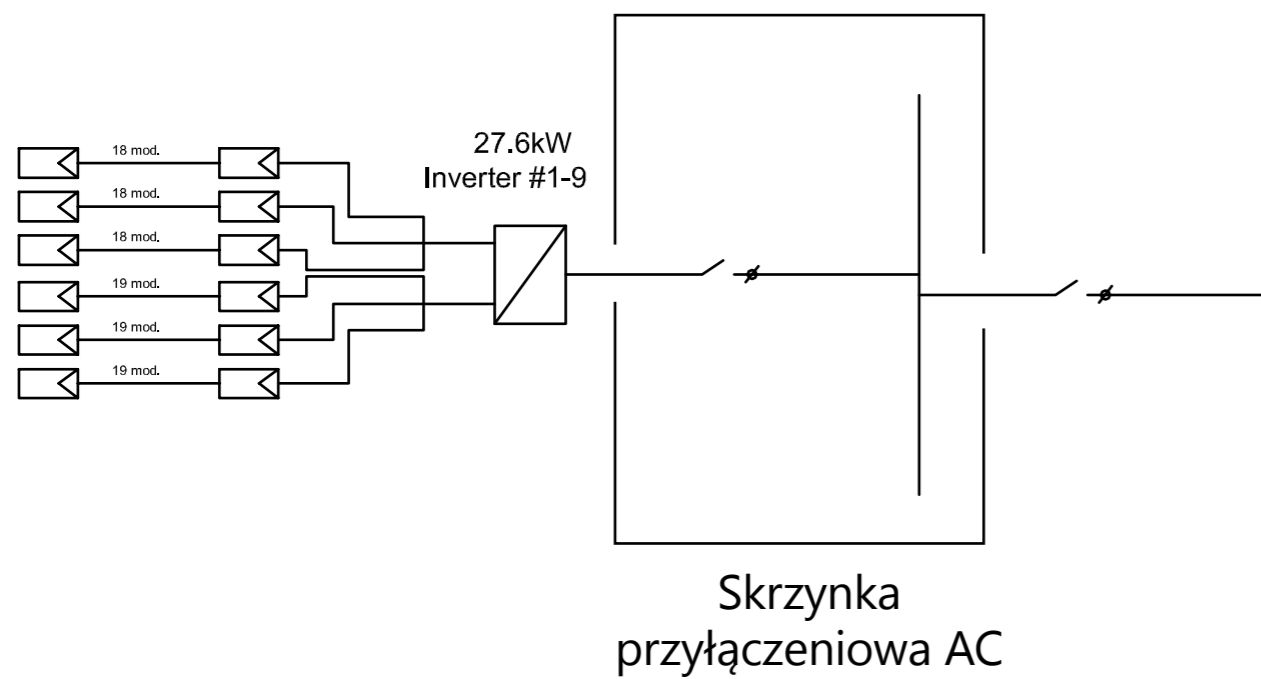 27.6kW
Inverter #1-9
18 mod.
18 mod.
18 mod.
19 mod.
19 mod.
19 mod.
Skrzynka
przyłączeniowa AC